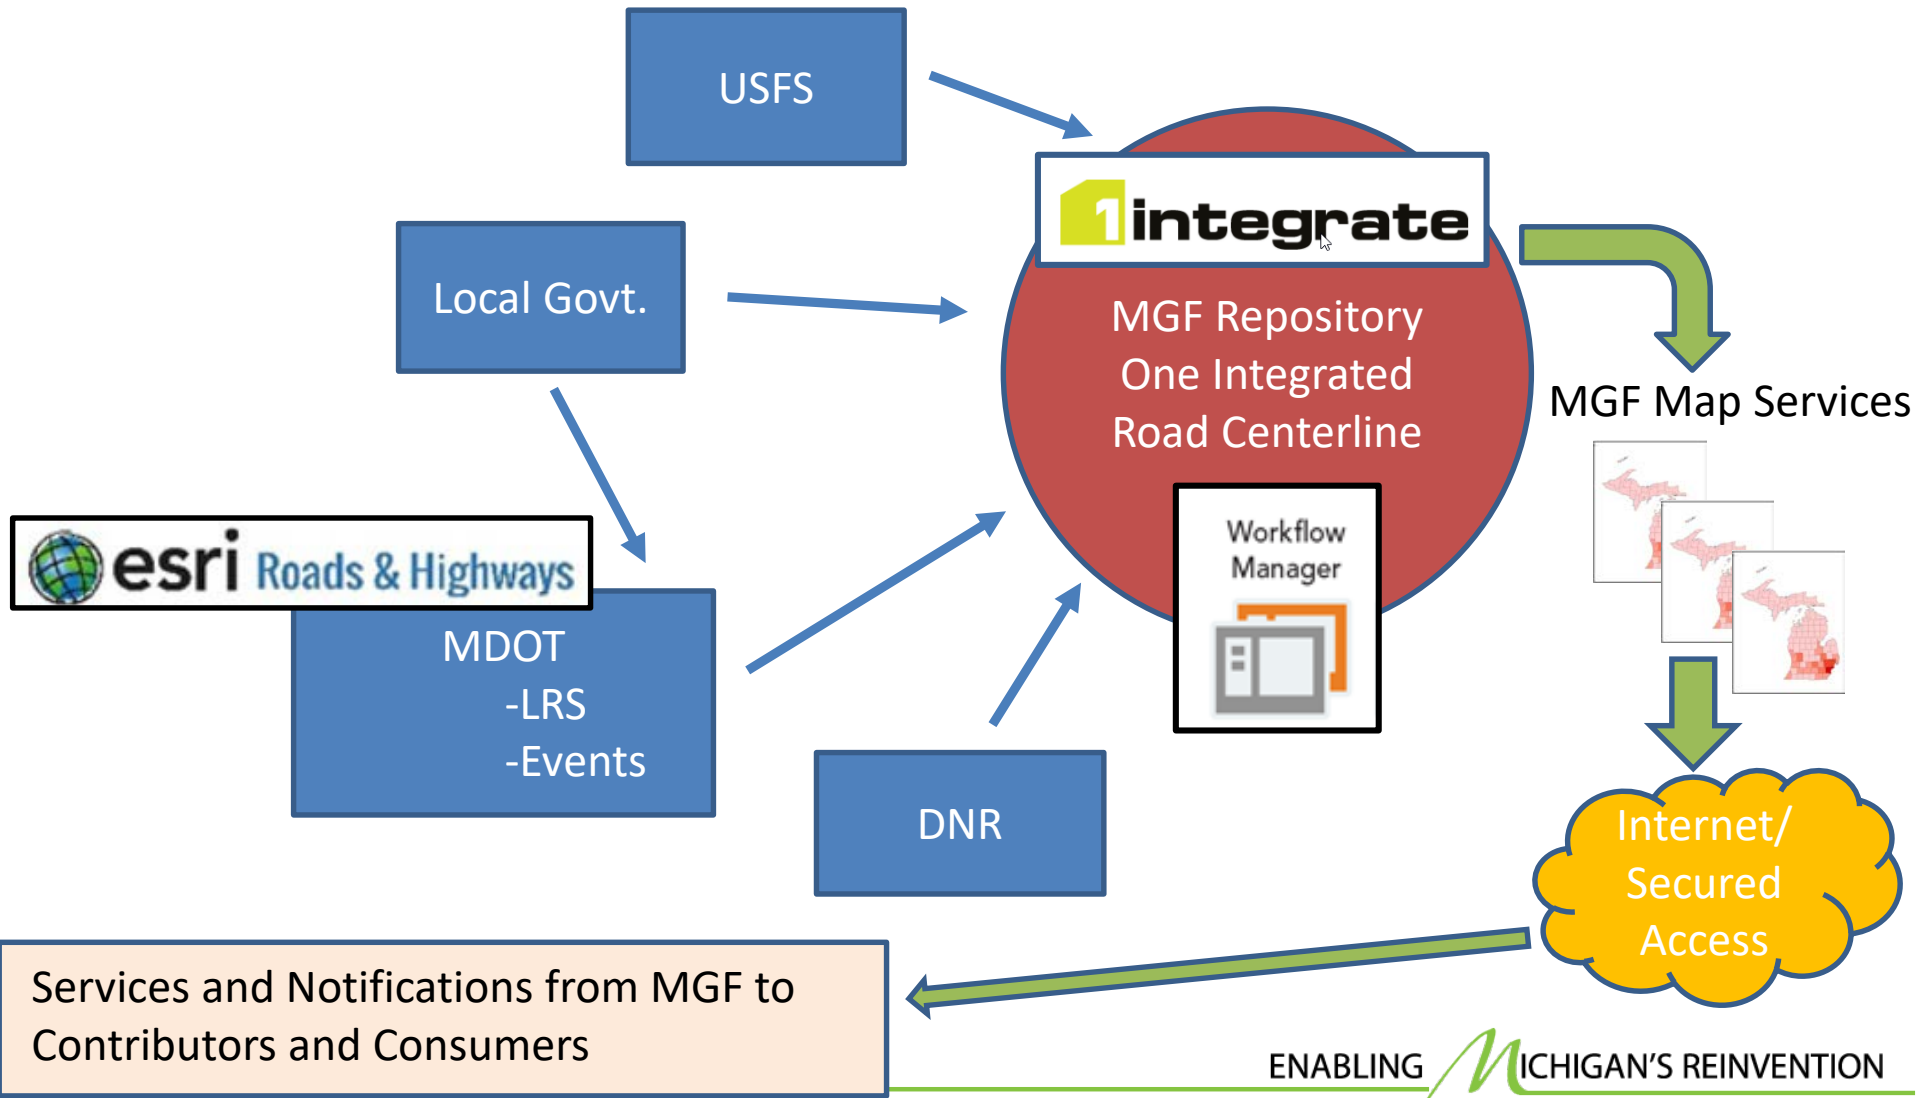 USFS
1integrate
Local Govt.
MGF Repository
One Integrated
Road Centerline
MGF Map Services
esri Roads & Highways
Workflow
Manager
MDOT
-LRS
-Events
DNR
Internet/
Secured
Access
Services and Notifications from MGF to
Contributors and Consumers
ENABLING MICHIGAN'S REINVENTION